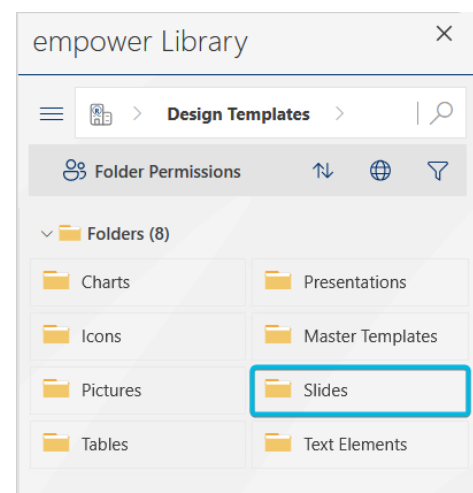 empower Library
Design Templates
Folder Permissions
Folders (8)
Charts
Presentations
Icons
Master Templates
Pictures
Slides
Tables
Text Elements